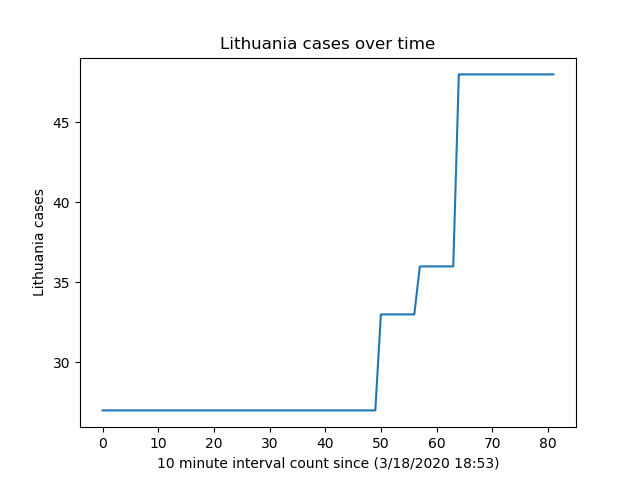 Lithuania cases over time
Lithuania cases
45
40
35
30
0 10 20 30 40 50 60 70 80
10 minute interval count since (3/18/2020 18:53)